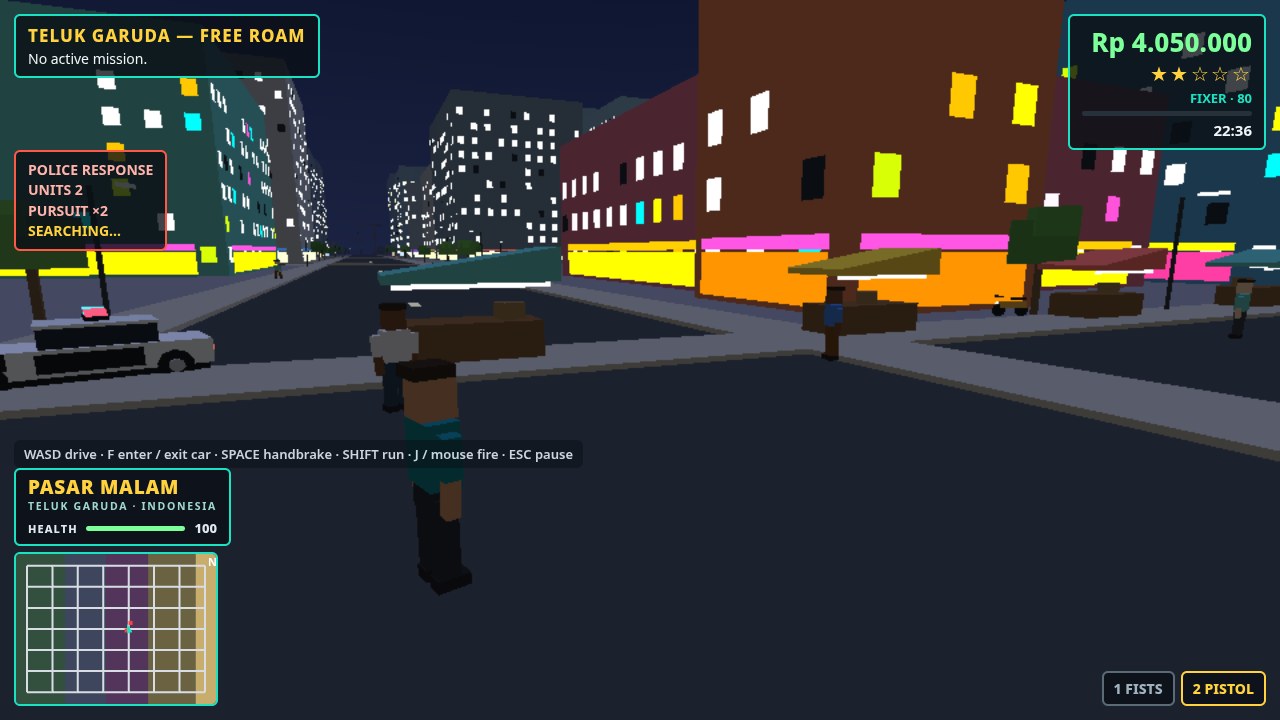 TELUK GARUDA — FREE ROAM
No active mission.
Rp 4.050.000
★★☆☆☆
FIXER · 80
22:36
POLICE RESPONSE
UNITS 2
PURSUIT ×2
SEARCHING…
WASD drive · F enter / exit car · SPACE handbrake · SHIFT run · J / mouse fire · ESC pause
PASAR MALAM
TELUK GARUDA · INDONESIA
HEALTH 100
N
1 FISTS
2 PISTOL